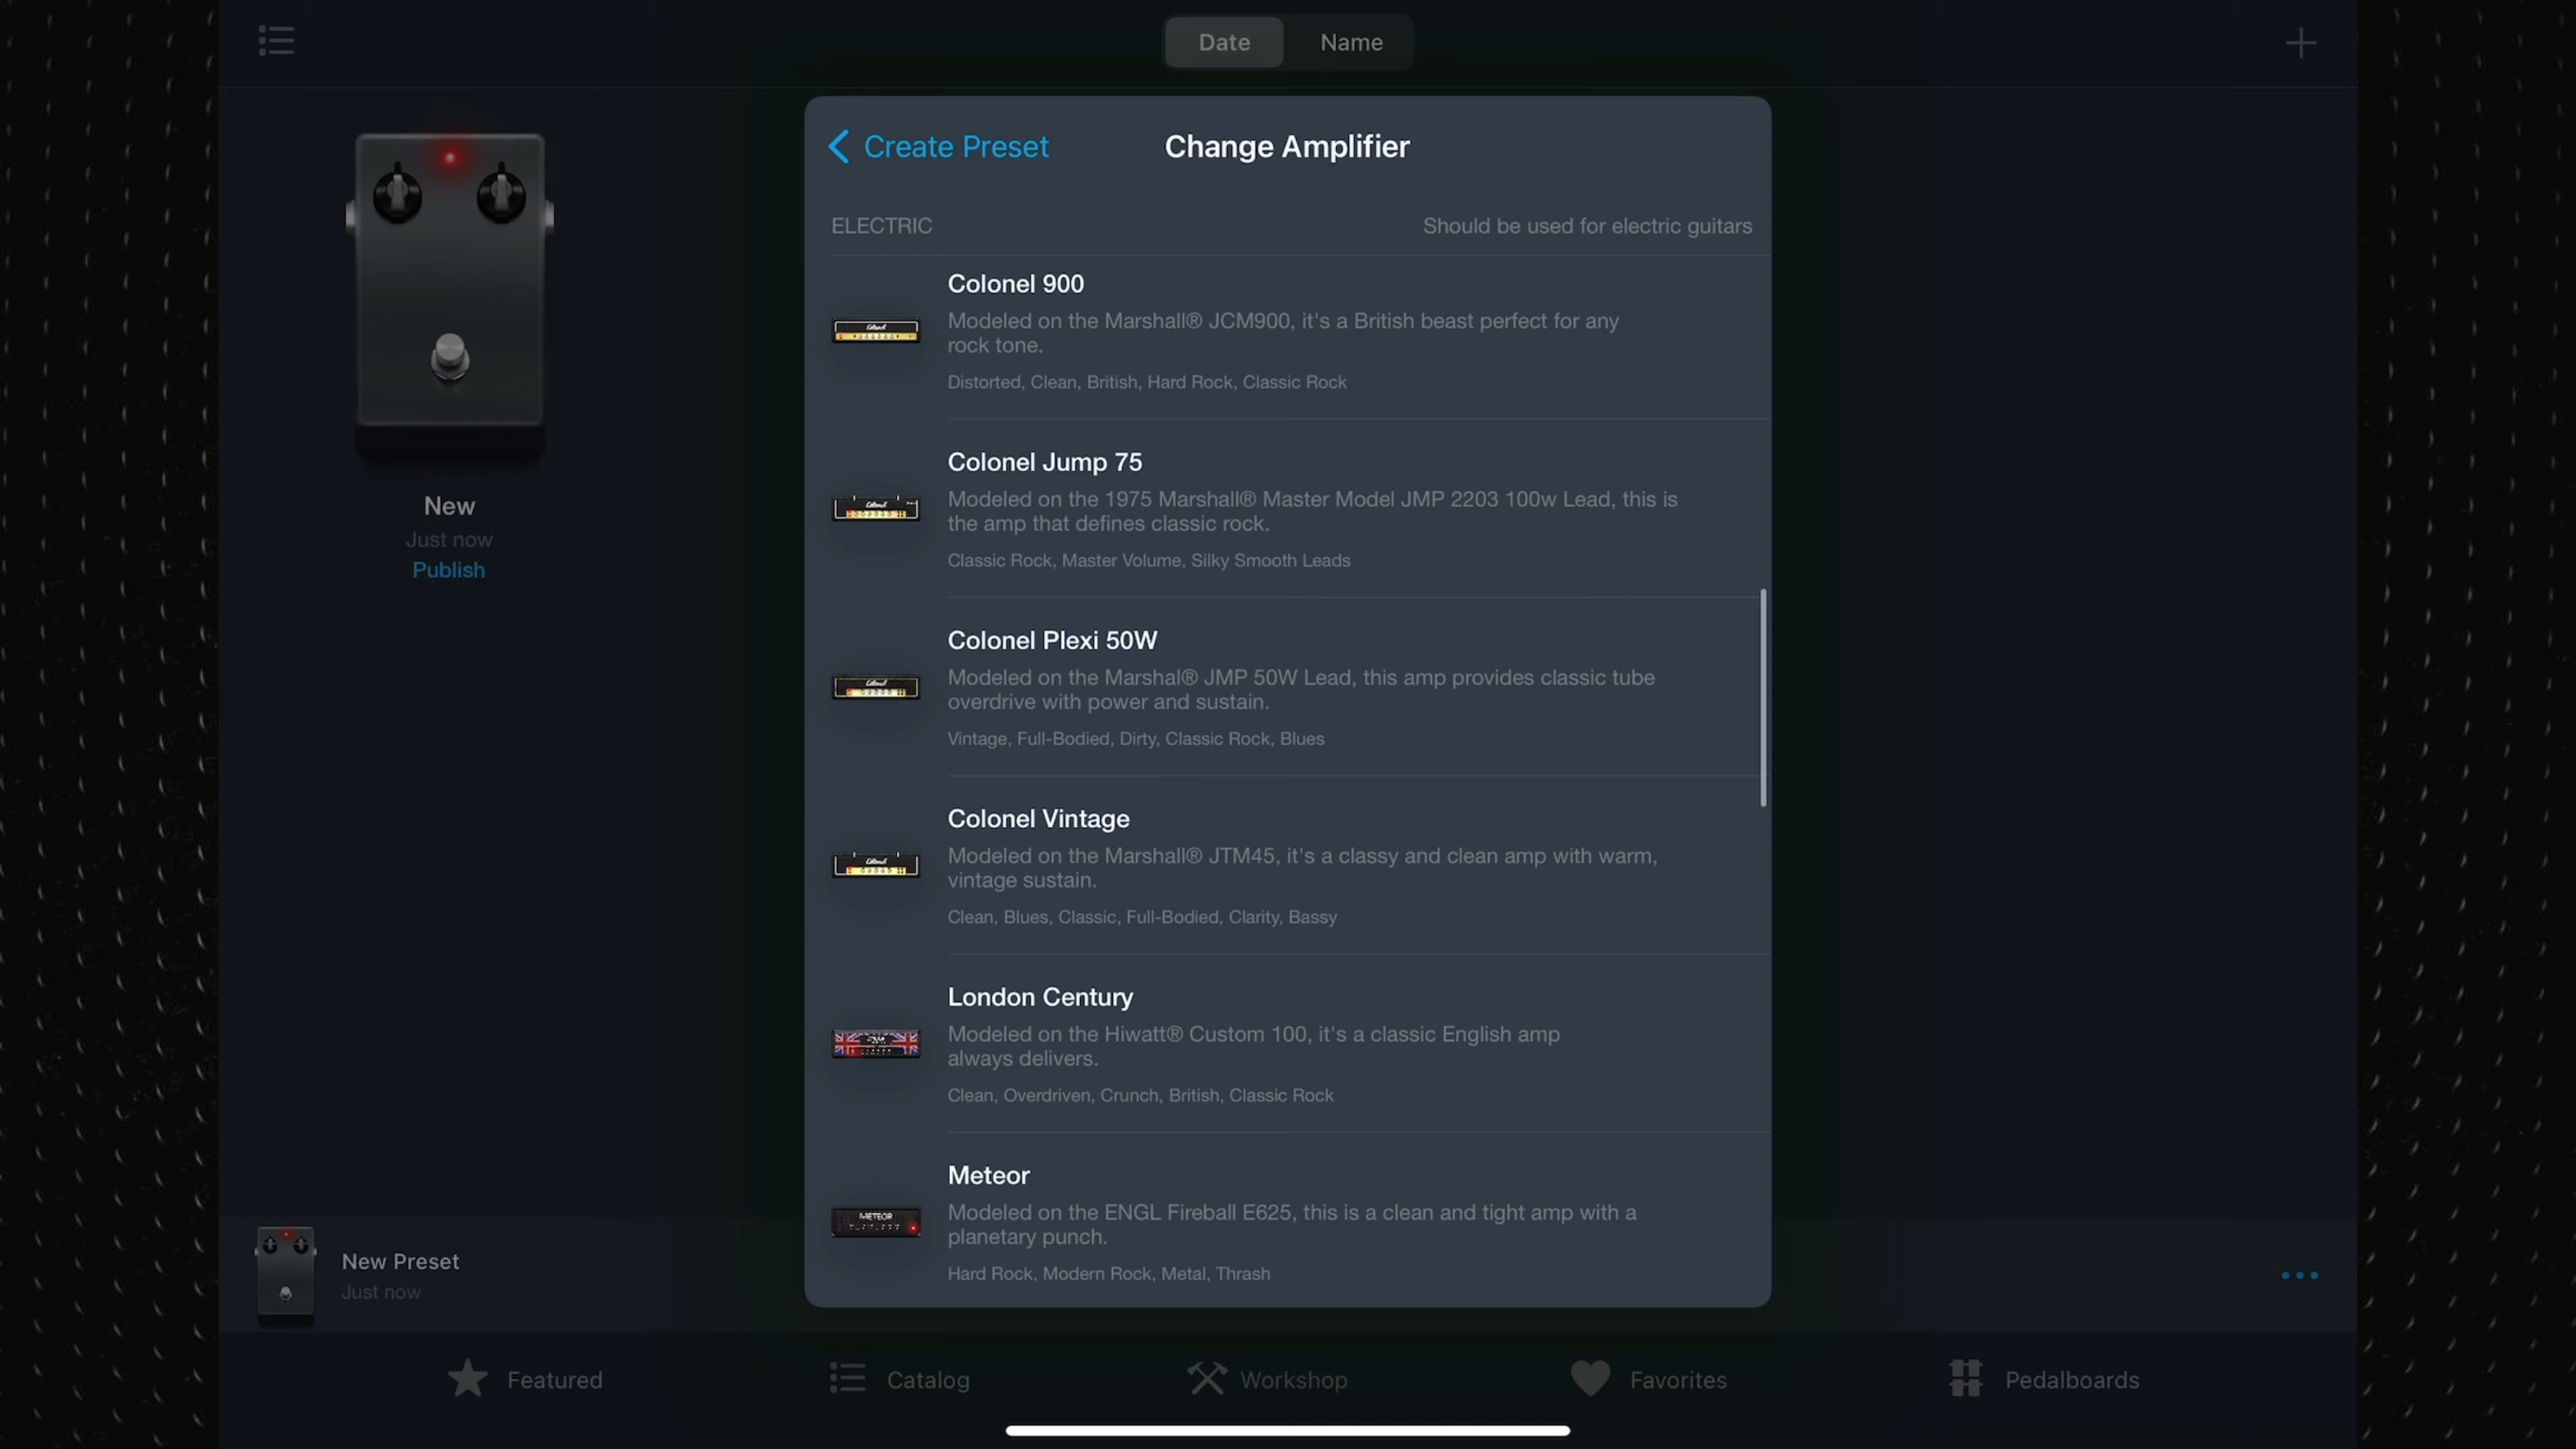 Date Name
Create Preset Change Amplifier
ELECTRIC Should be used for electric guitars
Colonel 900
Modeled on the Marshall® JCM900, it's a British beast perfect for any
rock tone.
Distorted, Clean, British, Hard Rock, Classic Rock
Colonel Jump 75
Modeled on the 1975 Marshall® Master Model JMP 2203 100w Lead, this is
the amp that defines classic rock.
Classic Rock, Master Volume, Silky Smooth Leads
New
Just now
Publish
Colonel Plexi 50W
Modeled on the Marshal® JMP 50W Lead, this amp provides classic tube
overdrive with power and sustain.
Vintage, Full-Bodied, Dirty, Classic Rock, Blues
Colonel Vintage
Modeled on the Marshall® JTM45, it's a classy and clean amp with warm,
vintage sustain.
Clean, Blues, Classic, Full-Bodied, Clarity, Bassy
London Century
Modeled on the Hiwatt® Custom 100, it's a classic English amp
always delivers.
Clean, Overdriven, Crunch, British, Classic Rock
Meteor
METEOR
Modeled on the ENGL Fireball E625, this is a clean and tight amp with a
planetary punch.
Hard Rock, Modern Rock, Metal, Thrash
New Preset
Just now
Featured Catalog Workshop Favorites Pedalboards